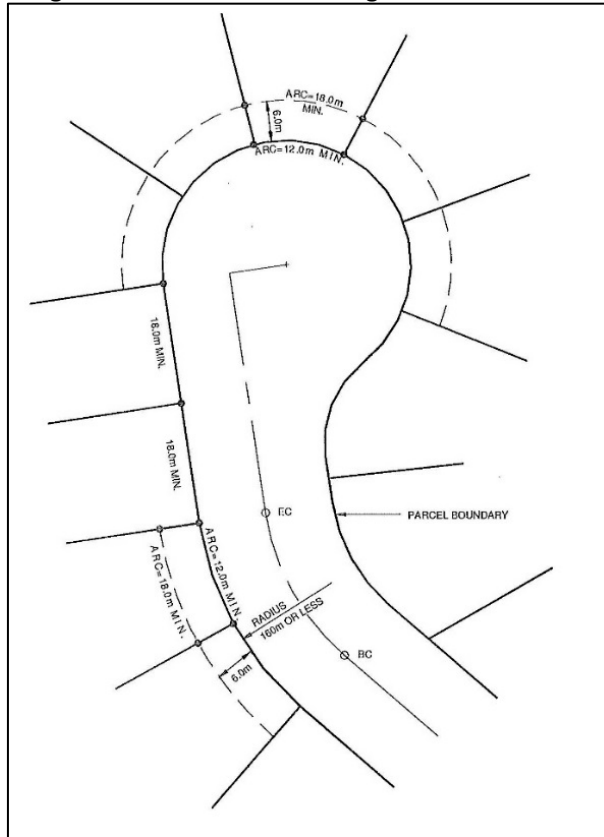 ARC=18.0m
MIN.
6.0m
ARC=12.0m MIN.
18.0m MIN.
18.0m MIN.
EC
PARCEL BOUNDARY
ARC=12.0m MIN.
ARC=18.0m MIN.
RADIUS
160m OR LESS
BC
6.0m